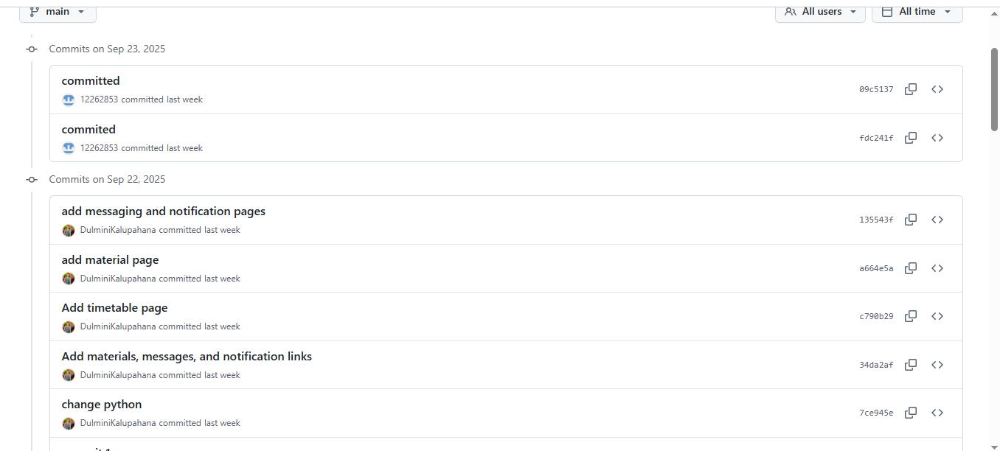 main
All users
All time
Commits on Sep 23, 2025
committed
12262853 committed last week
09c5137
commited
12262853 committed last week
fdc241f
Commits on Sep 22, 2025
add messaging and notification pages
DulminiKalupahana committed last week
135543f
add material page
DulminiKalupahana committed last week
a664e5a
Add timetable page
DulminiKalupahana committed last week
c790b29
Add materials, messages, and notification links
DulminiKalupahana committed last week
34da2af
change python
DulminiKalupahana committed last week
7ce945e